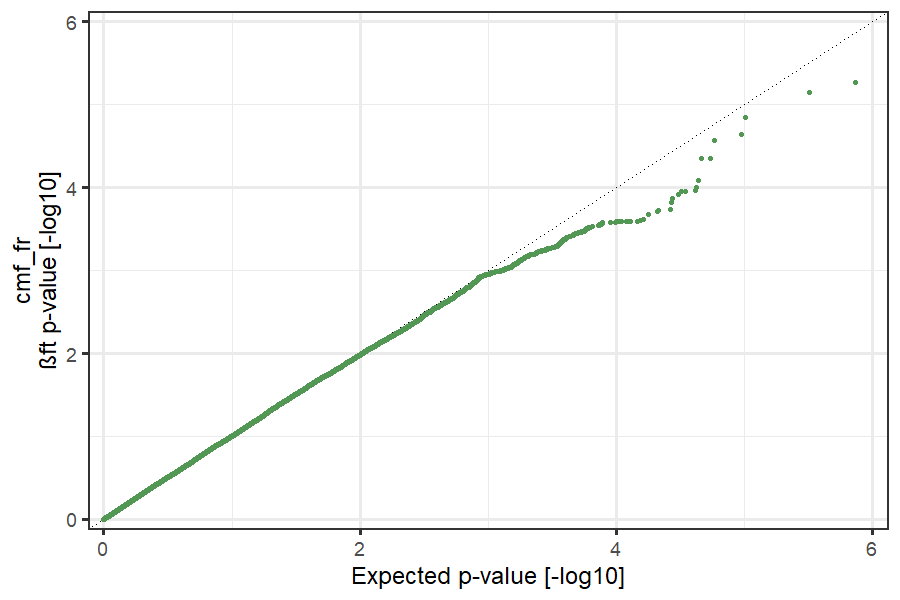 6
4
2
0
cmf_fr
ßft p-value [-log10]
0 2 4 6
Expected p-value [-log10]